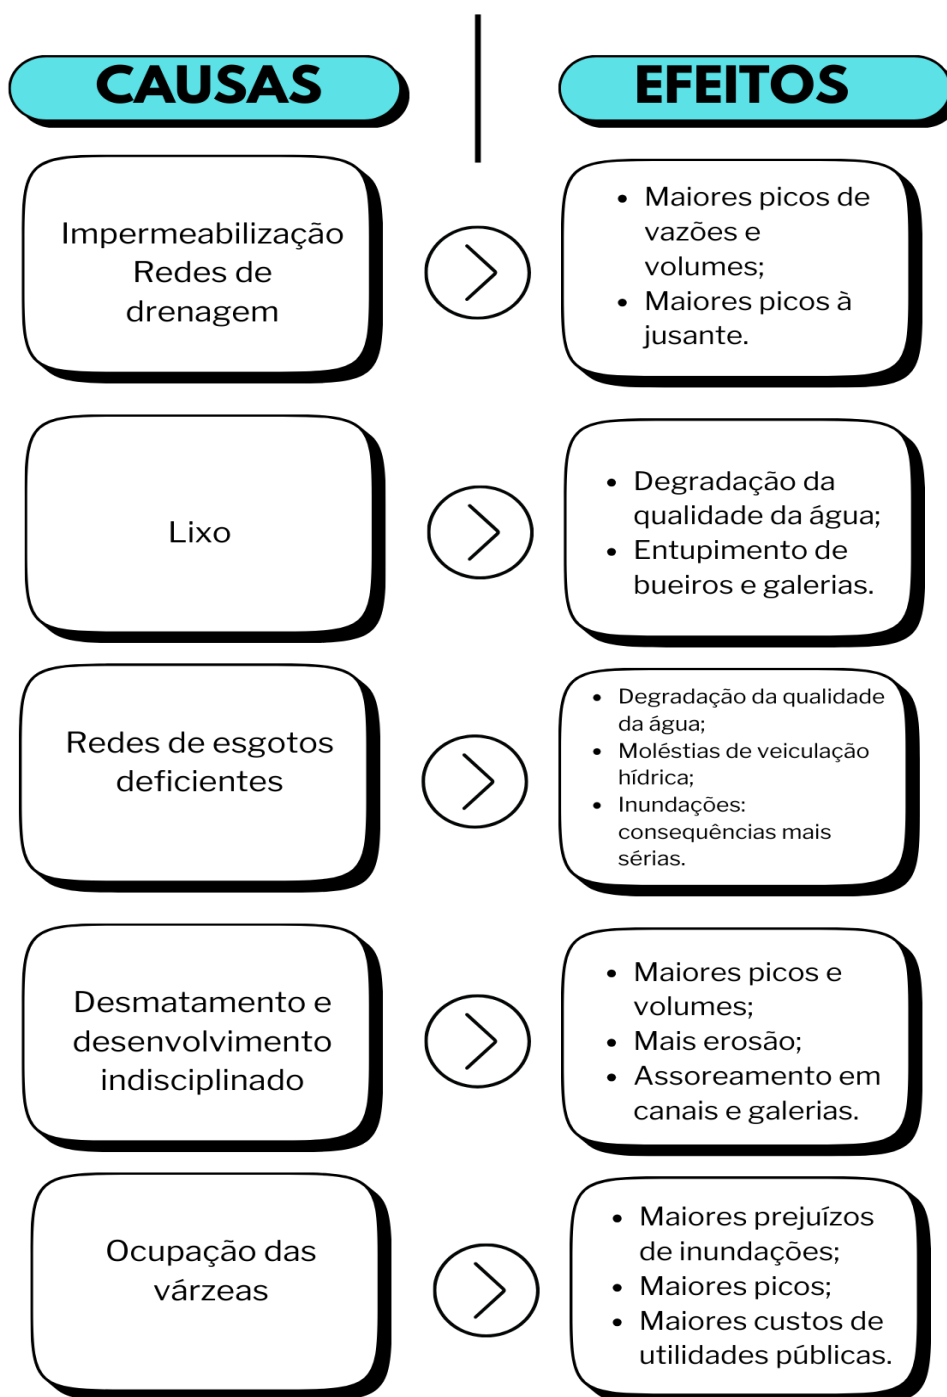 CAUSAS
EFEITOS
Impermeabilização
Redes de
drenagem
• Maiores picos de
vazões e
volumes;
• Maiores picos à
jusante.
Lixo
• Degradação da
qualidade da água;
• Entupimento de
bueiros e galerias.
Redes de esgotos
deficientes
• Degradação da qualidade
da água;
• Moléstias de veiculação
hídrica;
• Inundações:
consequências mais
sérias.
Desmatamento e
desenvolvimento
indisciplinado
• Maiores picos e
volumes;
• Mais erosão;
• Assoreamento em
canais e galerias.
Ocupação das
várzeas
• Maiores prejuízos
de inundações;
• Maiores picos;
• Maiores custos de
utilidades públicas.